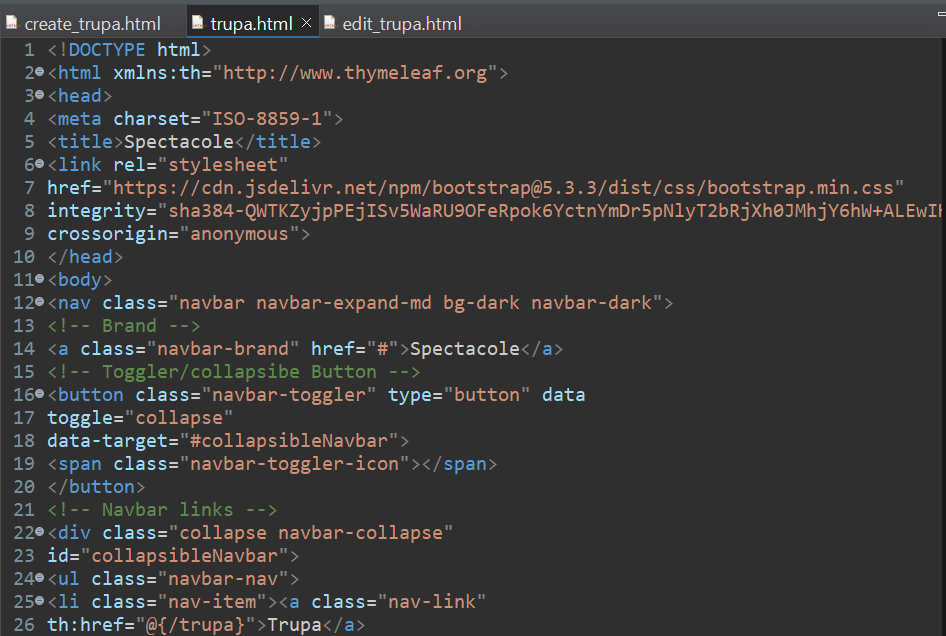 create_trupa.html trupa.html edit_trupa.html
1 <!DOCTYPE html>
2 <html xmlns:th="http://www.thymeleaf.org">
3 <head>
4 <meta charset="ISO-8859-1">
5 <title>Spectacole</title>
6 <link rel="stylesheet"
7 href="https://cdn.jsdelivr.net/npm/bootstrap@5.3.3/dist/css/bootstrap.min.css"
8 integrity="sha384-QWTKZyjpPEjISv5WaRU9OFeRpok6YctnYmDr5pNlyT2bRjXh0JMhjY6hW+ALEwIH
9 crossorigin="anonymous">
10 </head>
11 <body>
12 <nav class="navbar navbar-expand-md bg-dark navbar-dark">
13 <!-- Brand -->
14 <a class="navbar-brand" href="#">Spectacole</a>
15 <!-- Toggler/collapsibe Button -->
16 <button class="navbar-toggler" type="button" data
17 toggle="collapse"
18 data-target="#collapsibleNavbar">
19 <span class="navbar-toggler-icon"></span>
20 </button>
21 <!-- Navbar links -->
22 <div class="collapse navbar-collapse"
23 id="collapsibleNavbar">
24 <ul class="navbar-nav">
25 <li class="nav-item"><a class="nav-link"
26 th:href="@{/trupa}">Trupa</a>